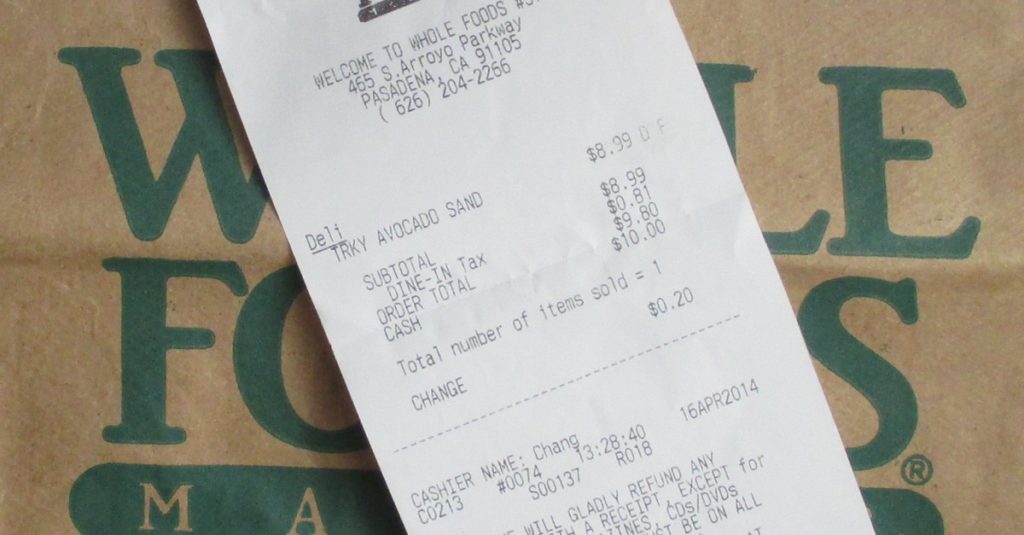 WELCOME TO WHOLE FOODS
465 S.Arroyo Parkway
PASADENA, CA 91105
( 626) 204-2266
Deli
TRKY AVOCADO SAND $8.99 D F
SUBTOTAL $8.99
DINE-IN Tax $0.81
ORDER TOTAL $9.80
CASH $10.00
Total number of items sold = 1
CHANGE $0.20
16APR2014
CASHIER NAME: Chang
#0074 13:28:40
C0213 S00137 R018
WILL GLADLY REFUND ANY
A RECEIPT, EXCEPT for
CDs/DVDs
BE ON ALL
W LE
FO S®
M A